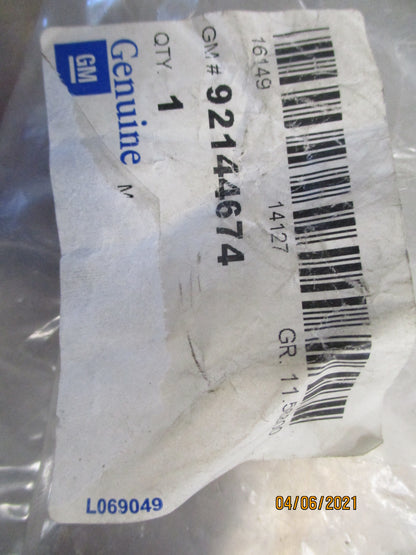 16149
14127
GR. 11.5
GM # 92144674
QTY. 1
M
GM
Genuine
L069049
04/06/2021